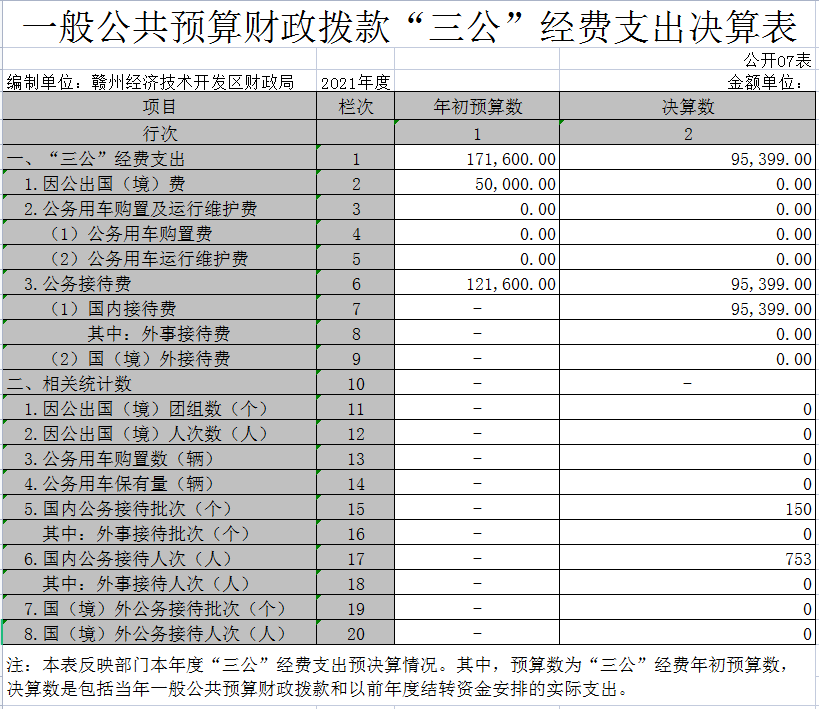 一般公共预算财政拨款“三公”经费支出决算表
公开07表
编制单位：赣州经济技术开发区财政局 2021年度 金额单位：
项目 栏次 年初预算数 决算数
行次 1 2
一、“三公”经费支出 1 171,600.00 95,399.00
1.因公出国（境）费 2 50,000.00 0.00
2.公务用车购置及运行维护费 3 0.00 0.00
（1）公务用车购置费 4 0.00 0.00
（2）公务用车运行维护费 5 0.00 0.00
3.公务接待费 6 121,600.00 95,399.00
（1）国内接待费 7 - 95,399.00
其中：外事接待费 8 - 0.00
（2）国（境）外接待费 9 - 0.00
二、相关统计数 10 - -
1.因公出国（境）团组数（个） 11 - 0
2.因公出国（境）人次数（人） 12 - 0
3.公务用车购置数（辆） 13 - 0
4.公务用车保有量（辆） 14 - 0
5.国内公务接待批次（个） 15 - 150
其中：外事接待批次（个） 16 - 0
6.国内公务接待人次（人） 17 - 753
其中：外事接待人次（人） 18 - 0
7.国（境）外公务接待批次（个） 19 - 0
8.国（境）外公务接待人次（人） 20 - 0
注：本表反映部门本年度“三公”经费支出预决算情况。其中，预算数为“三公”经费年初预算数，
决算数是包括当年一般公共预算财政拨款和以前年度结转资金安排的实际支出。